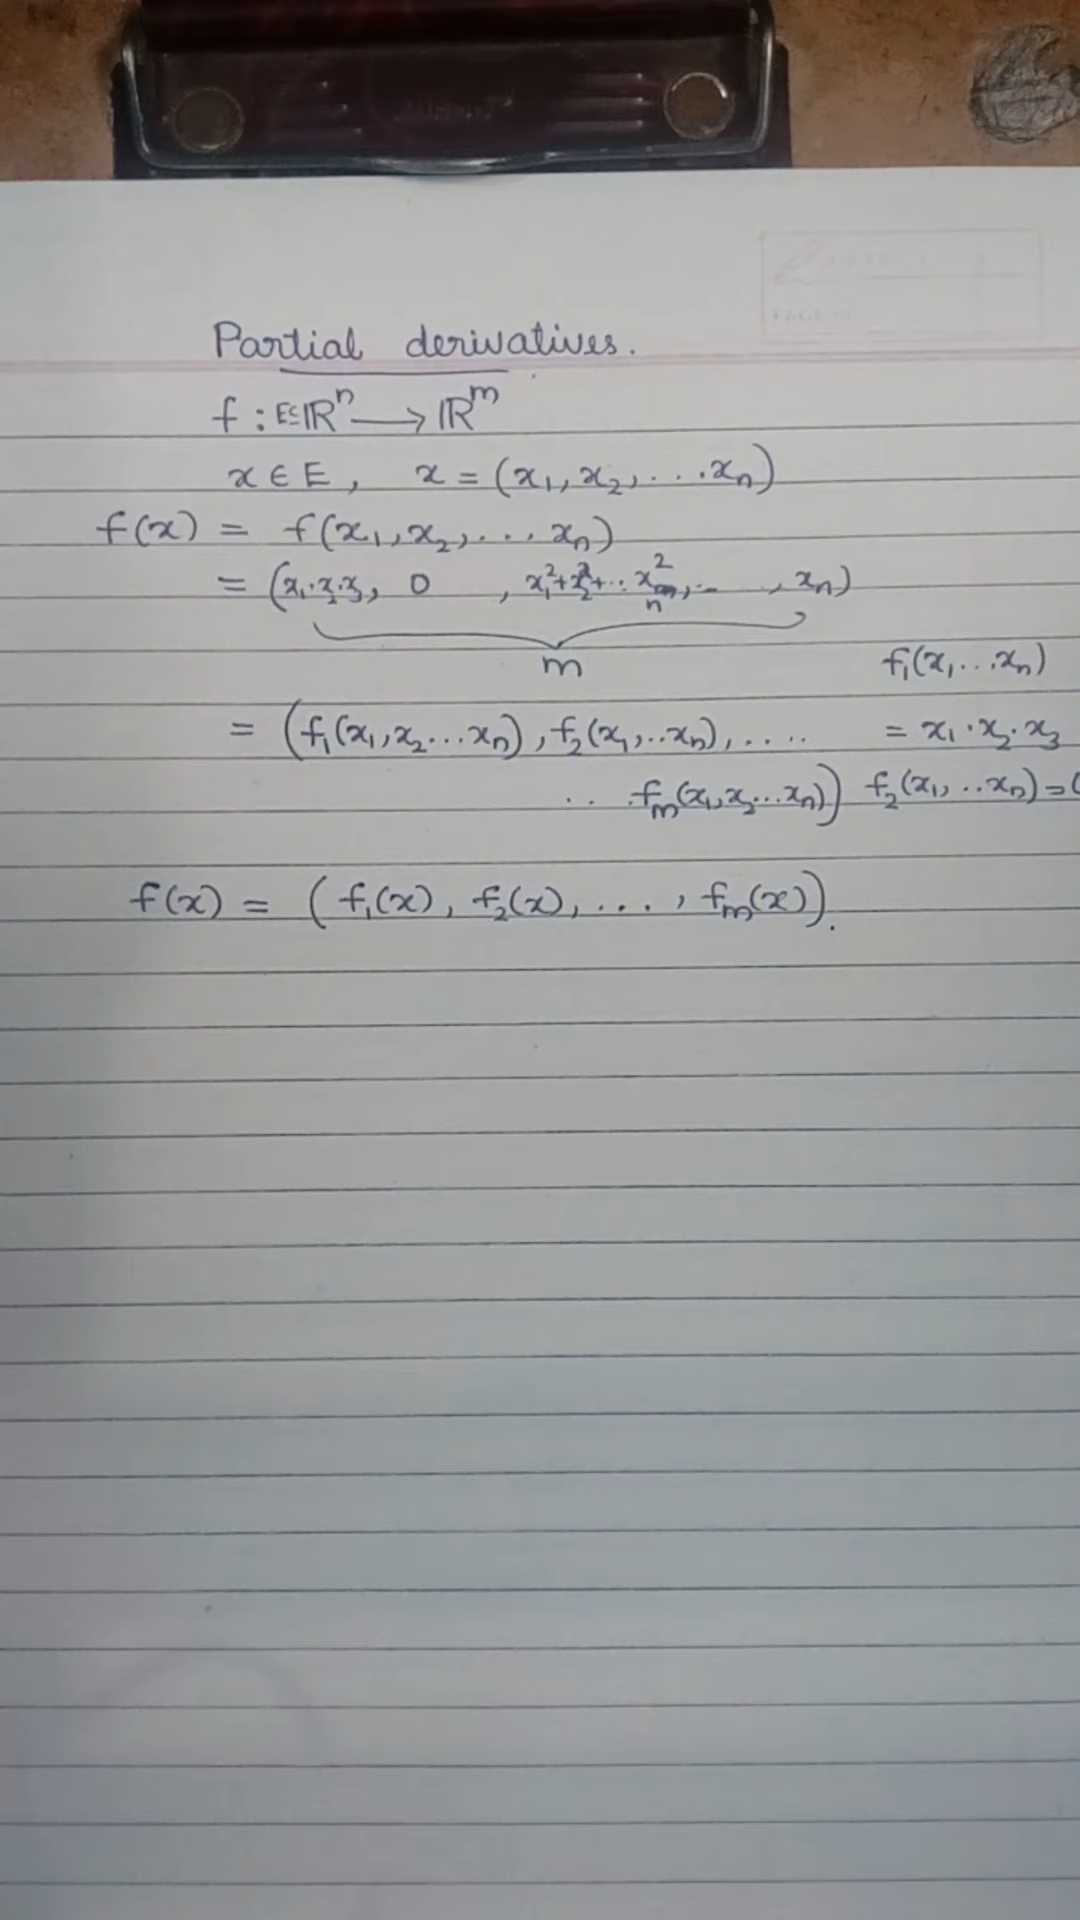 Partial derivatives.
f : E⊆ℝⁿ ⟶ ℝᵐ
x ∈ E, x = (x₁, x₂, . . . xₙ)
f(x) = f(x₁, x₂, . . . xₙ)
= (x₁·x₂·x₃, 0 , x₁²+x₂²+.. xₙ², .. , xₙ)
m
f₁(x₁ ...xₙ)
= (f₁(x₁, x₂...xₙ), f₂(x₁, ..xₙ), ....
= x₁·x₂·x₃
.. .fₘ(x₁, x₂...xₙ))
f₂(x₁, ..xₙ) = 0
f(x) = (f₁(x), f₂(x), ... , fₘ(x)).